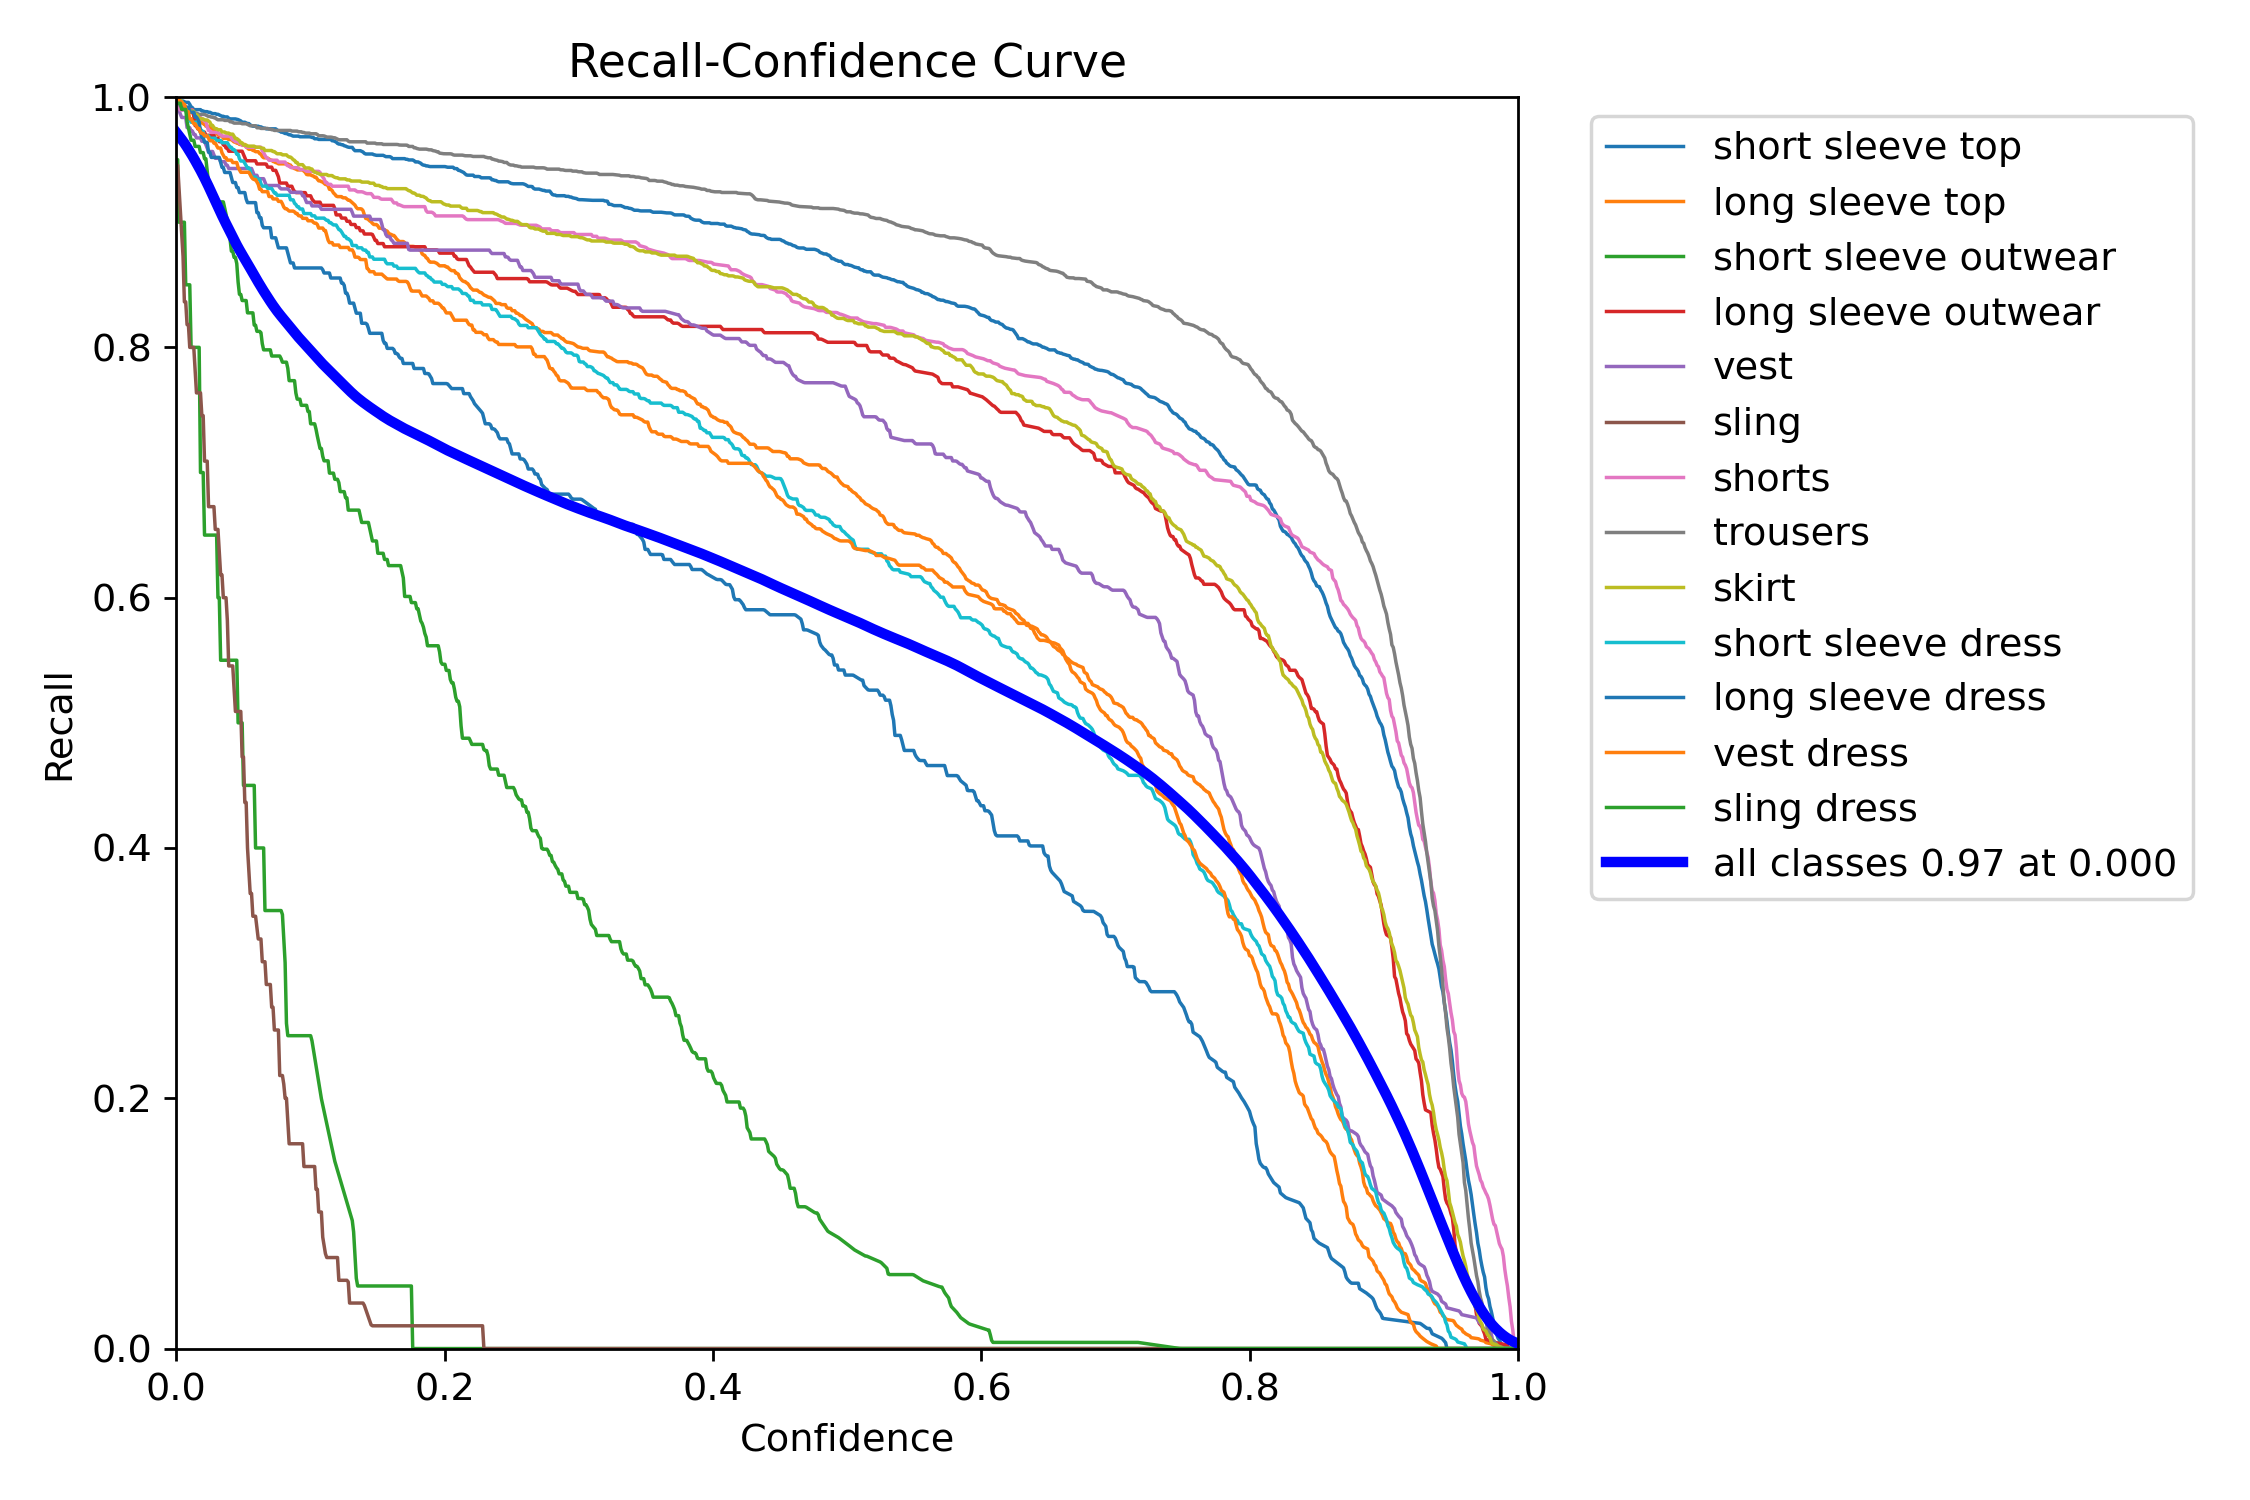 Recall-Confidence Curve
1.0
0.8
0.6
0.4
0.2
0.0
Recall
0.0 0.2 0.4 0.6 0.8 1.0
Confidence
short sleeve top
long sleeve top
short sleeve outwear
long sleeve outwear
vest
sling
shorts
trousers
skirt
short sleeve dress
long sleeve dress
vest dress
sling dress
all classes 0.97 at 0.000